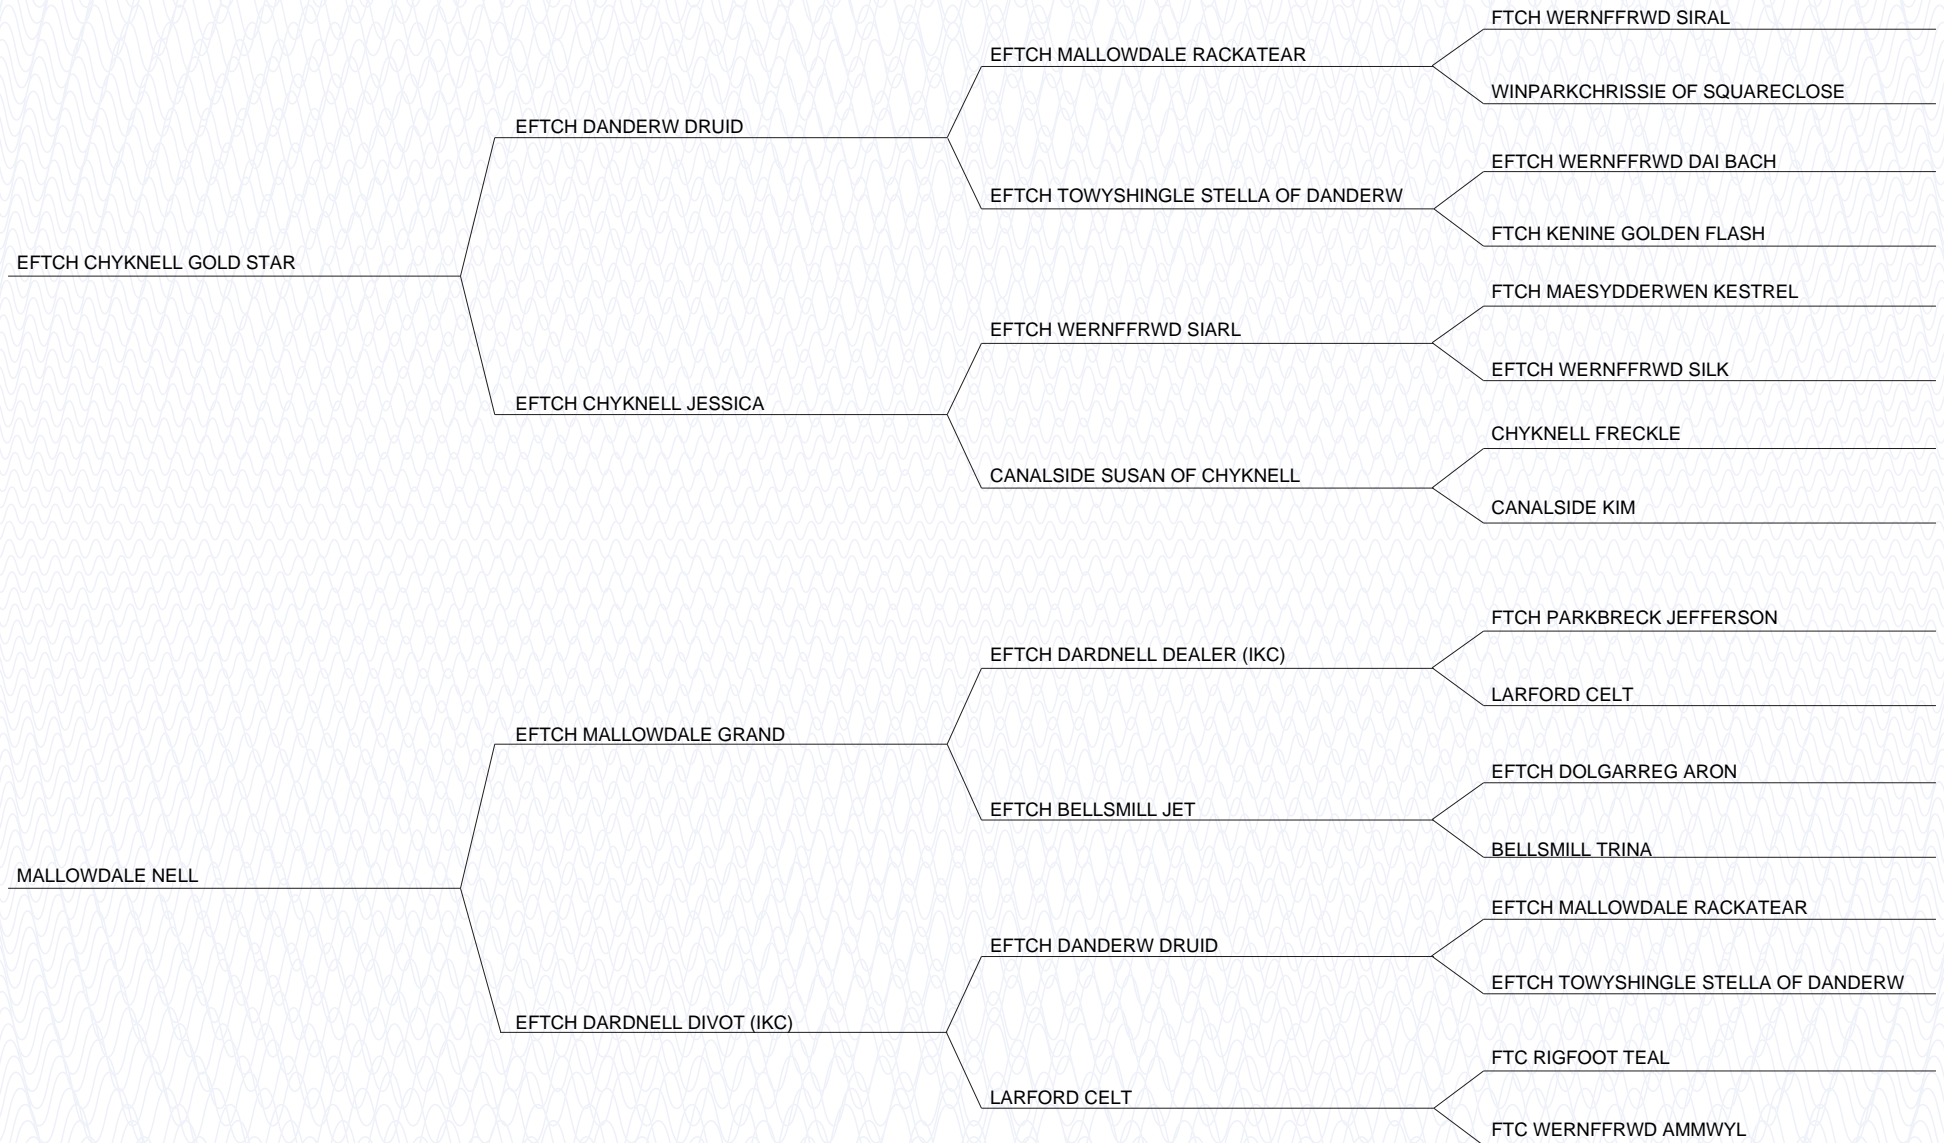 FTCH WERNFFRWD SIRAL
EFTCH MALLOWDALE RACKATEAR
WINPARKCHRISSIE OF SQUARECLOSE
EFTCH DANDERW DRUID
EFTCH WERNFFRWD DAI BACH
EFTCH TOWYSHINGLE STELLA OF DANDERW
FTCH KENINE GOLDEN FLASH
EFTCH CHYKNELL GOLD STAR
FTCH MAESYDDERWEN KESTREL
EFTCH WERNFFRWD SIARL
EFTCH WERNFFRWD SILK
EFTCH CHYKNELL JESSICA
CHYKNELL FRECKLE
CANALSIDE SUSAN OF CHYKNELL
CANALSIDE KIM
FTCH PARKBRECK JEFFERSON
EFTCH DARDNELL DEALER (IKC)
LARFORD CELT
EFTCH MALLOWDALE GRAND
EFTCH DOLGARREG ARON
EFTCH BELLSMILL JET
BELLSMILL TRINA
MALLOWDALE NELL
EFTCH MALLOWDALE RACKATEAR
EFTCH DANDERW DRUID
EFTCH TOWYSHINGLE STELLA OF DANDERW
EFTCH DARDNELL DIVOT (IKC)
FTC RIGFOOT TEAL
LARFORD CELT
FTC WERNFFRWD AMMWYL